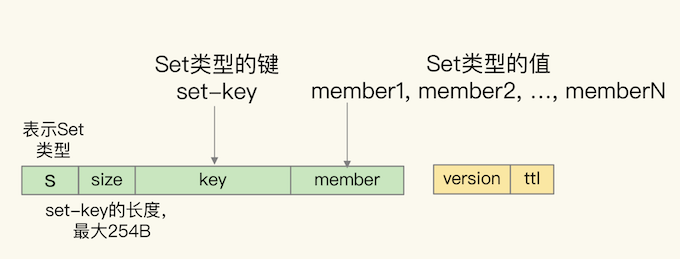 Set类型的键
set-key
Set类型的值
member1, member2, ..., memberN
表示Set
类型
S
size
key
member
version
ttl
set-key的长度，
最大254B